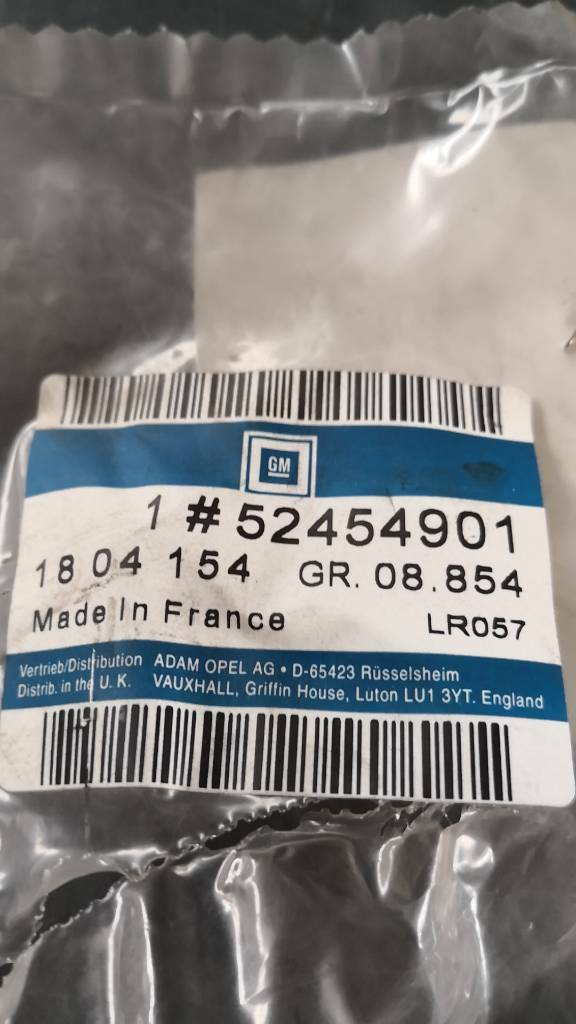 GM
1 # 52454901
18 04 154 GR. 08.854
Made In France LR057
Vertrieb/Distribution ADAM OPEL AG • D-65423 Rüsselsheim
Distrib. in the U. K. VAUXHALL, Griffin House, Luton LU1 3YT. England